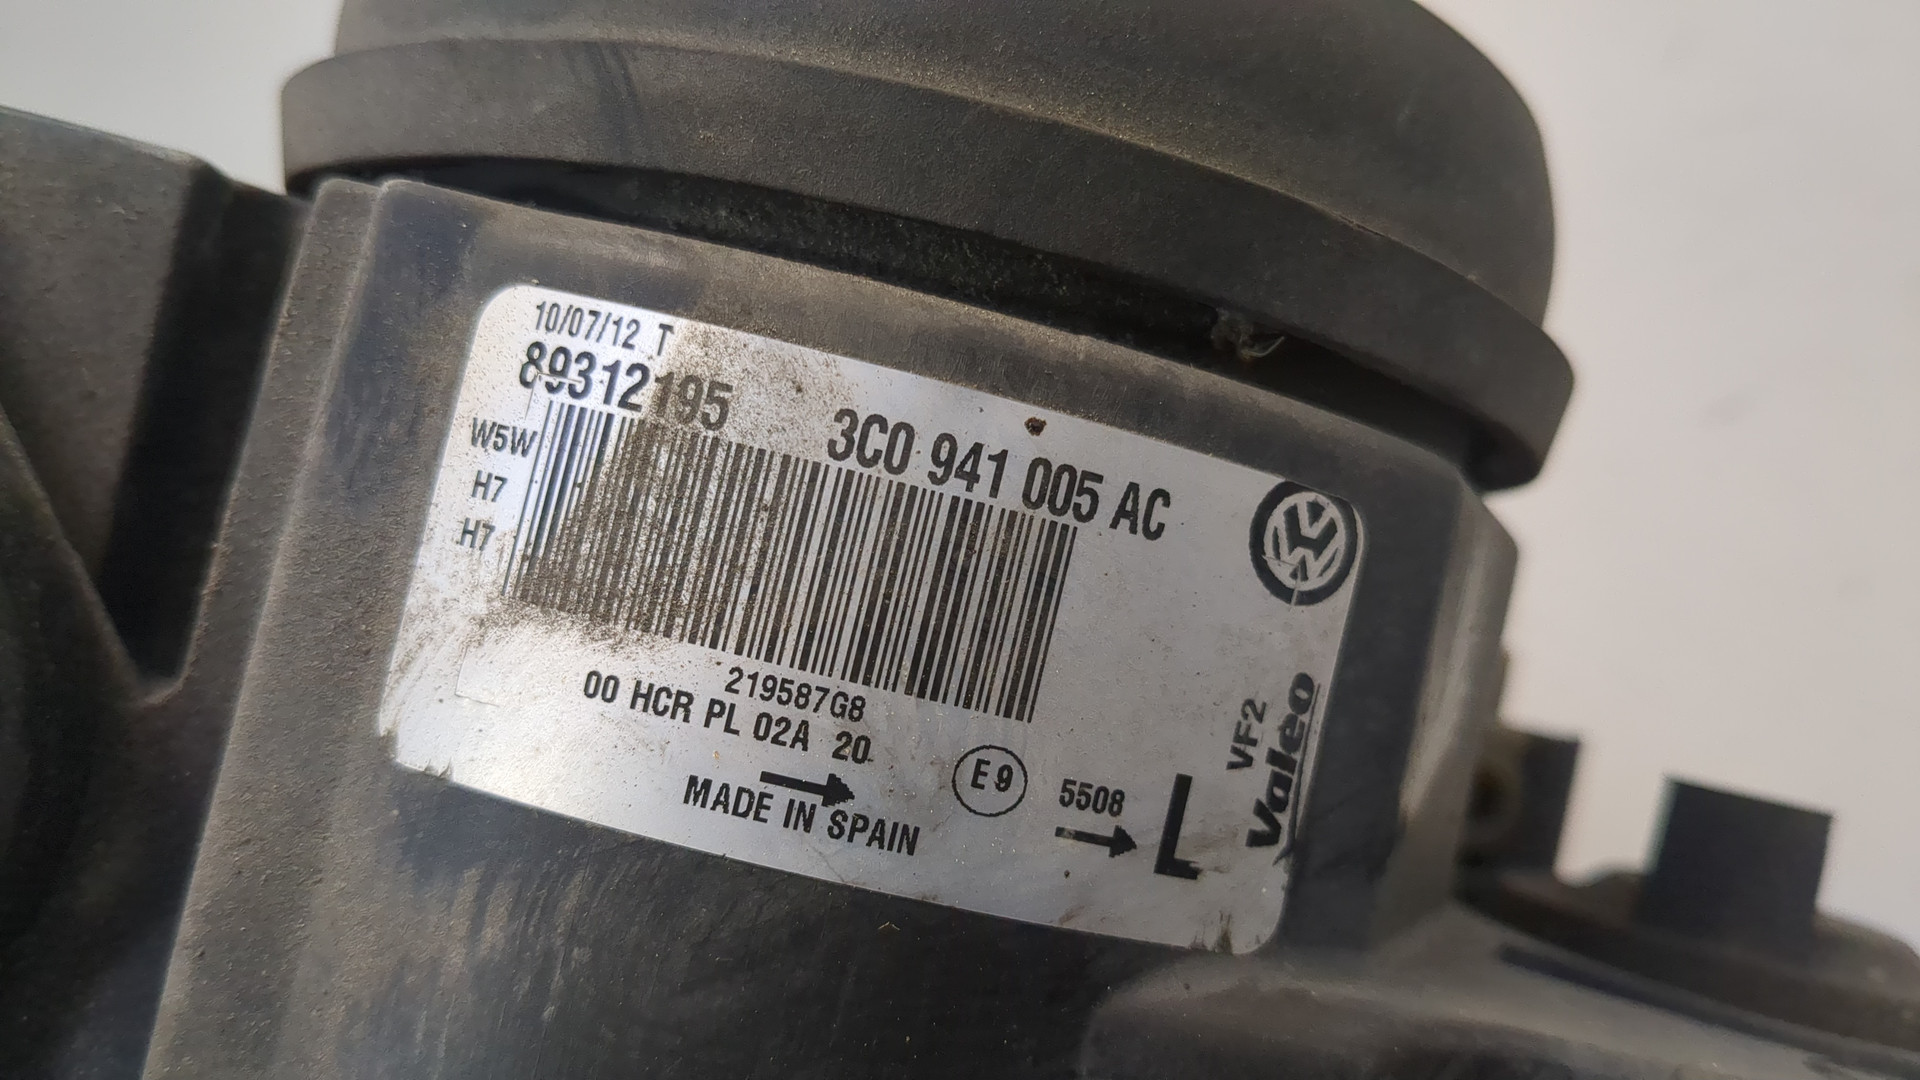 10/07/12 T
89312195
3C0 941 005 AC
W5W
H7
H7
219587G8
00 HCR PL 02A 20
MADE IN SPAIN
E9
5508
L
VF2
Valeo